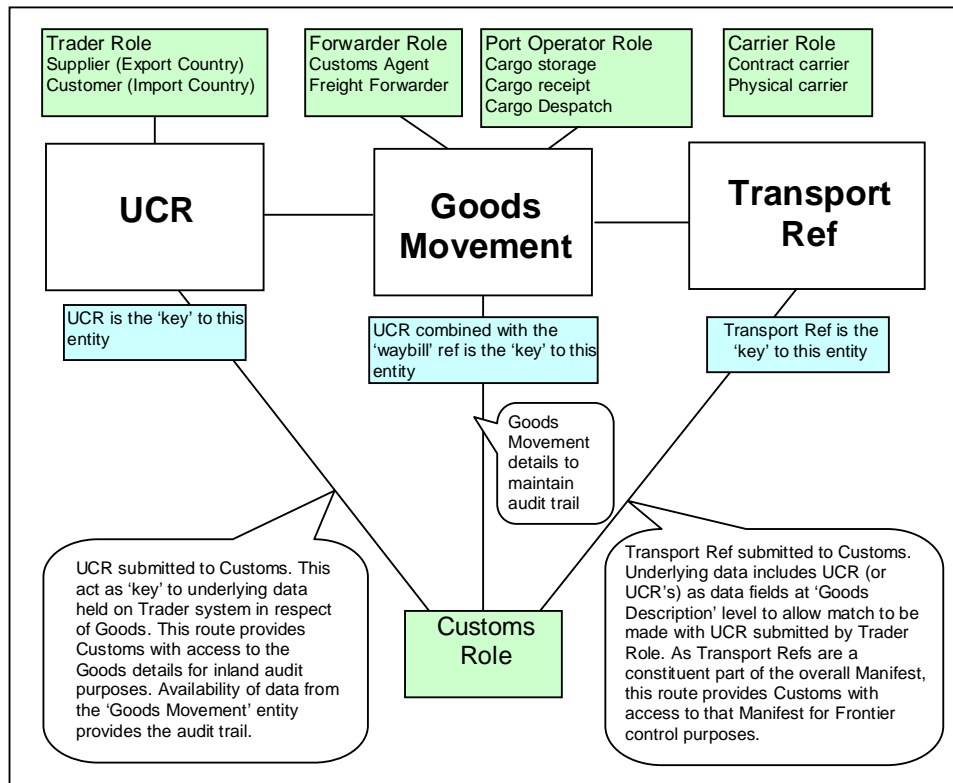 Trader Role
Supplier (Export Country)
Customer (Import Country)
Forwarder Role
Customs Agent
Freight Forwarder
Port Operator Role
Cargo storage
Cargo receipt
Cargo Despatch
Carrier Role
Contract carrier
Physical carrier
UCR
Goods
Movement
Transport
Ref
UCR is the ‘key’ to this
entity
UCR combined with the
‘waybill’ ref is the ‘key’ to this
entity
Transport Ref is the
‘key’ to this entity
Goods
Movement
details to
maintain
audit trail
UCR submitted to Customs. This
act as ‘key’ to underlying data
held on Trader system in respect
of Goods. This route provides
Customs with access to the
Goods details for inland audit
purposes. Availability of data from
the ‘Goods Movement’ entity
provides the audit trail.
Customs
Role
Transport Ref submitted to Customs.
Underlying data includes UCR (or
UCR’s) as data fields at ‘Goods
Description’ level to allow match to be
made with UCR submitted by Trader
Role. As Transport Refs are a
constituent part of the overall Manifest,
this route provides Customs with
access to that Manifest for Frontier
control purposes.